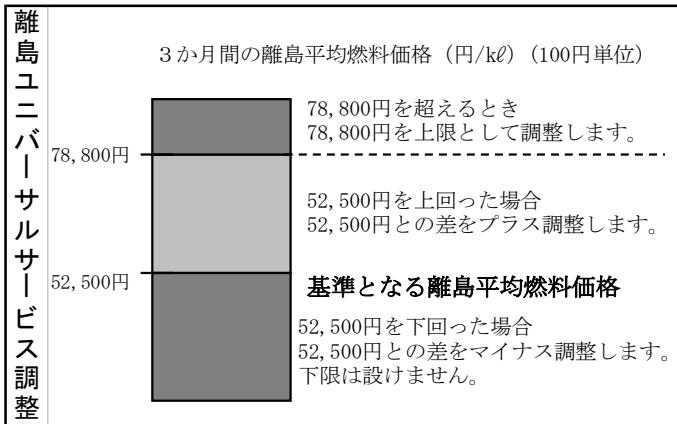 離島ユニバーサルサービス調整
3か月間の離島平均燃料価格（円/kℓ）(100円単位)
78,800円を超えるとき
78,800円を上限として調整します。
78,800円
52,500円を上回った場合
52,500円との差をプラス調整します。
52,500円
基準となる離島平均燃料価格
52,500円を下回った場合
52,500円との差をマイナス調整します。
下限は設けません。